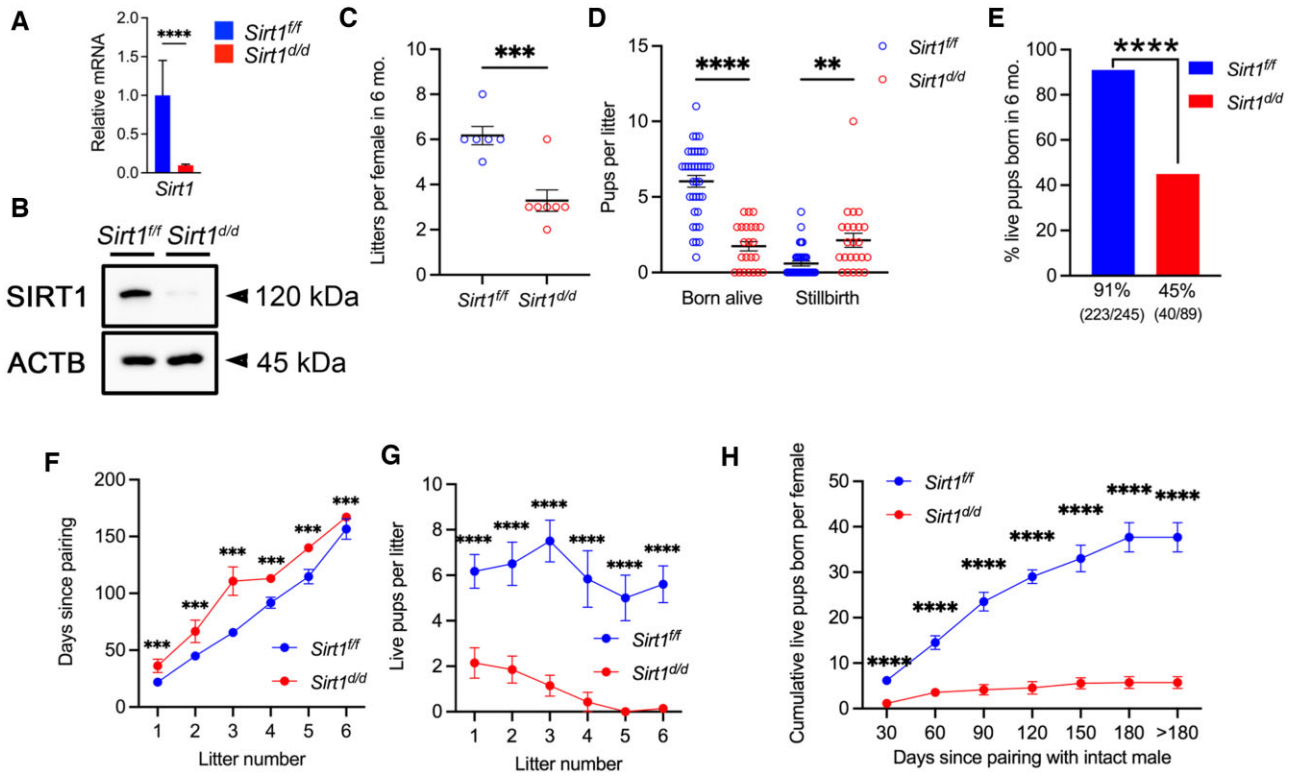 A
Relative mRNA
2.0
1.5
1.0
0.5
0.0
****
Sirt1
Sirt1f/f
Sirt1d/d
B
Sirt1f/f Sirt1d/d
SIRT1 120 kDa
ACTB 45 kDa
C
Litters per female in 6 mo.
10
8
6
4
2
0
***
Sirt1f/f Sirt1d/d
D
Pups per litter
15
10
5
0
**** **
Sirt1f/f
Sirt1d/d
Born alive Stillbirth
E
% live pups born in 6 mo.
100
80
60
40
20
0
****
Sirt1f/f
Sirt1d/d
91% 45%
(223/245) (40/89)
F
Days since pairing
200
150
100
50
0
*** *** *** *** *** ***
Sirt1f/f
Sirt1d/d
1 2 3 4 5 6
Litter number
G
Live pups per litter
10
8
6
4
2
0
**** **** **** **** **** ****
Sirt1f/f
Sirt1d/d
1 2 3 4 5 6
Litter number
H
Cumulative live pups born per female
50
40
30
20
10
0
Sirt1f/f
Sirt1d/d
**** **** **** **** **** **** ****
30 60 90 120 150 180 >180
Days since pairing with intact male